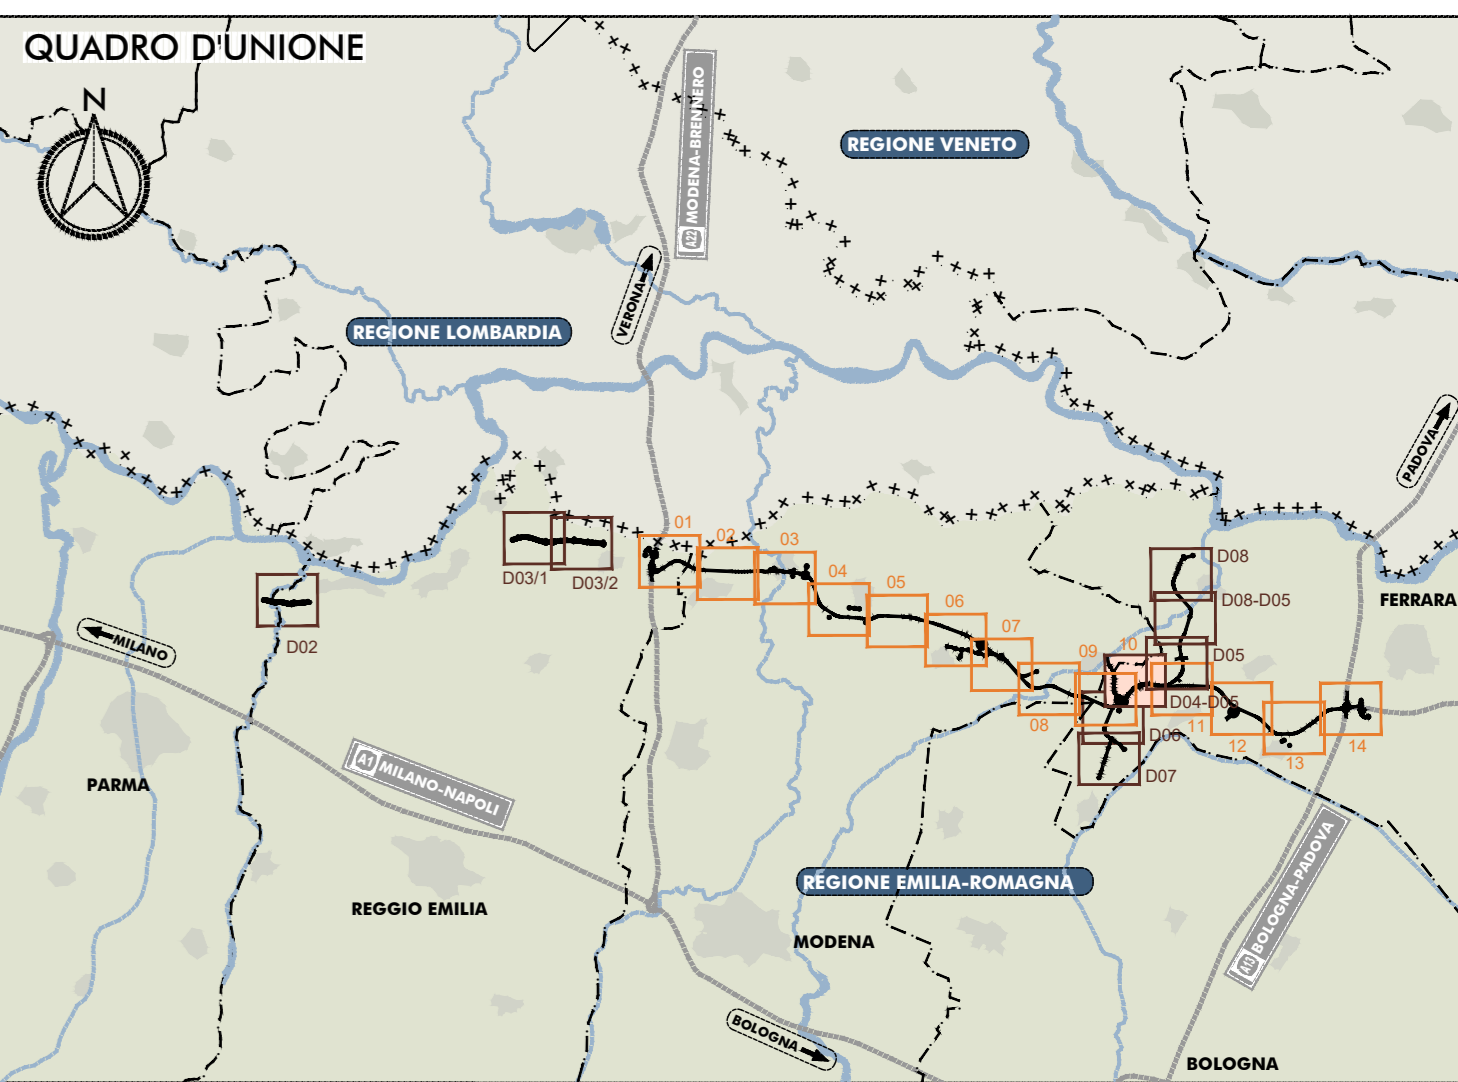 QUADRO D'UNIONE
N
A22 MODENA-BRENNERO
REGIONE VENETO
VERONA
REGIONE LOMBARDIA
PADOVA
01
02
03
04
05
06
07
08
09
10
11
12
13
14
D03/1
D03/2
D02
D08
D08-D05
D05
D04-D05
D06
D07
FERRARA
MILANO
PARMA
A1 MILANO-NAPOLI
REGIONE EMILIA-ROMAGNA
REGGIO EMILIA
MODENA
A13 BOLOGNA-PADOVA
BOLOGNA
BOLOGNA